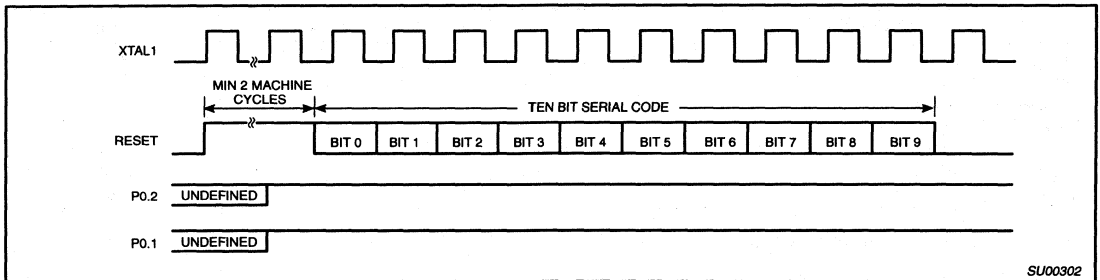 XTAL1
MIN 2 MACHINE
CYCLES
TEN BIT SERIAL CODE
RESET
BIT 0 BIT 1 BIT 2 BIT 3 BIT 4 BIT 5 BIT 6 BIT 7 BIT 8 BIT 9
P0.2 UNDEFINED
P0.1 UNDEFINED
SU00302